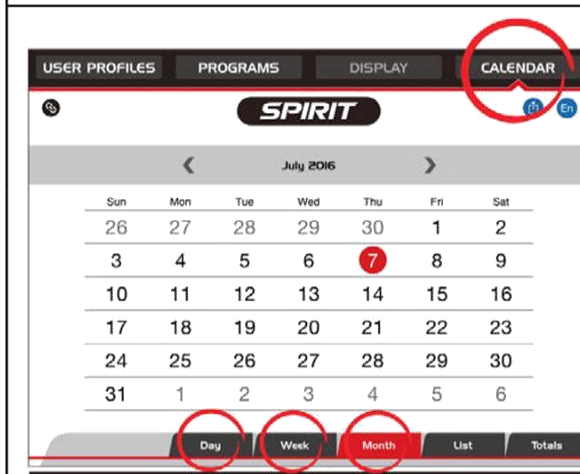 USER PROFILES PROGRAMS DISPLAY CALENDAR
SPIRIT En
July 2016
Sun Mon Tue Wed Thu Fri Sat
26 27 28 29 30 1 2
3 4 5 6 7 8 9
10 11 12 13 14 15 16
17 18 19 20 21 22 23
24 25 26 27 28 29 30
31 1 2 3 4 5 6
Day Week Month List Totals